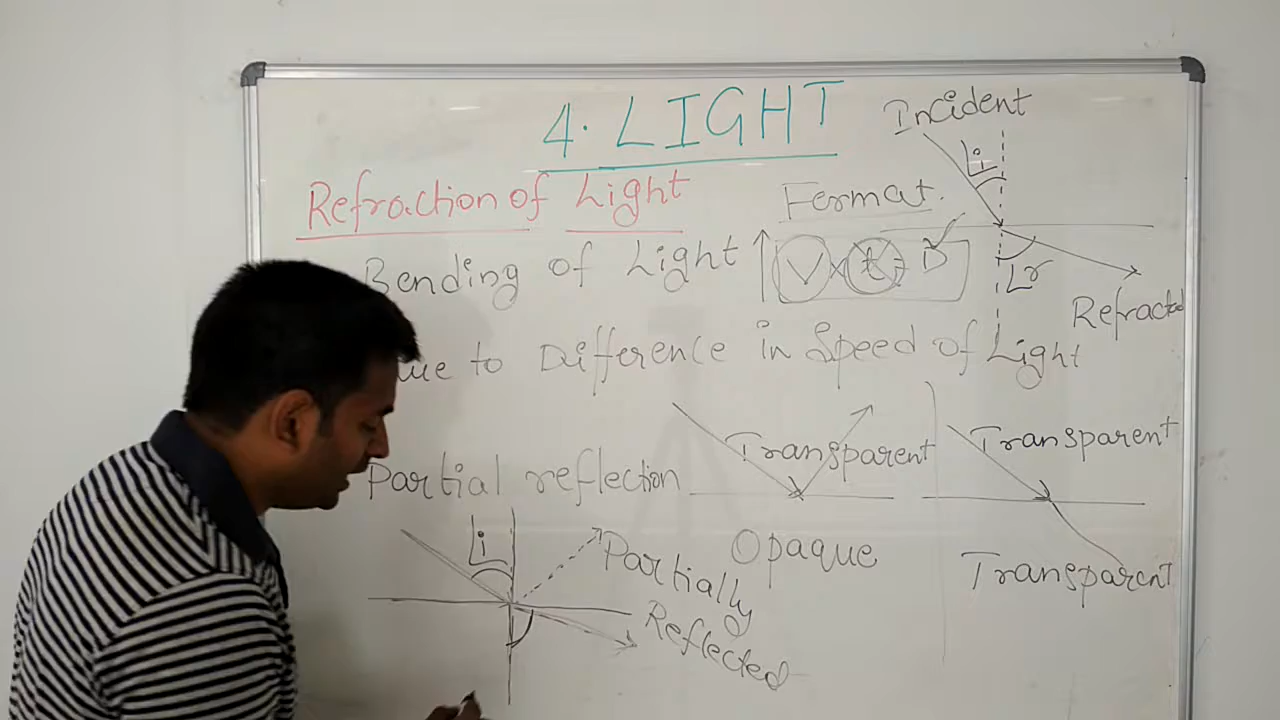 4. LIGHT
Incident
Refraction of Light
Fermat.
∠i
Bending of Light
V × t = D
∠r
Refracted
to Difference in Speed of Light
Transparent
Transparent
Partial reflection
∠i
Partially
Reflected
Opaque
Transparent